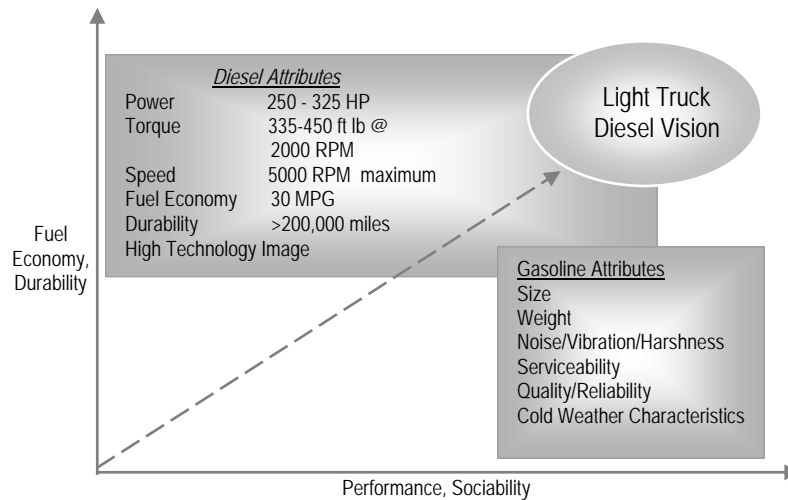 Diesel Attributes
Power 250 - 325 HP
Torque 335-450 ft lb @
2000 RPM
Speed 5000 RPM maximum
Fuel Economy 30 MPG
Durability >200,000 miles
High Technology Image
Light Truck
Diesel Vision
Fuel
Economy,
Durability
Gasoline Attributes
Size
Weight
Noise/Vibration/Harshness
Serviceability
Quality/Reliability
Cold Weather Characteristics
Performance, Sociability